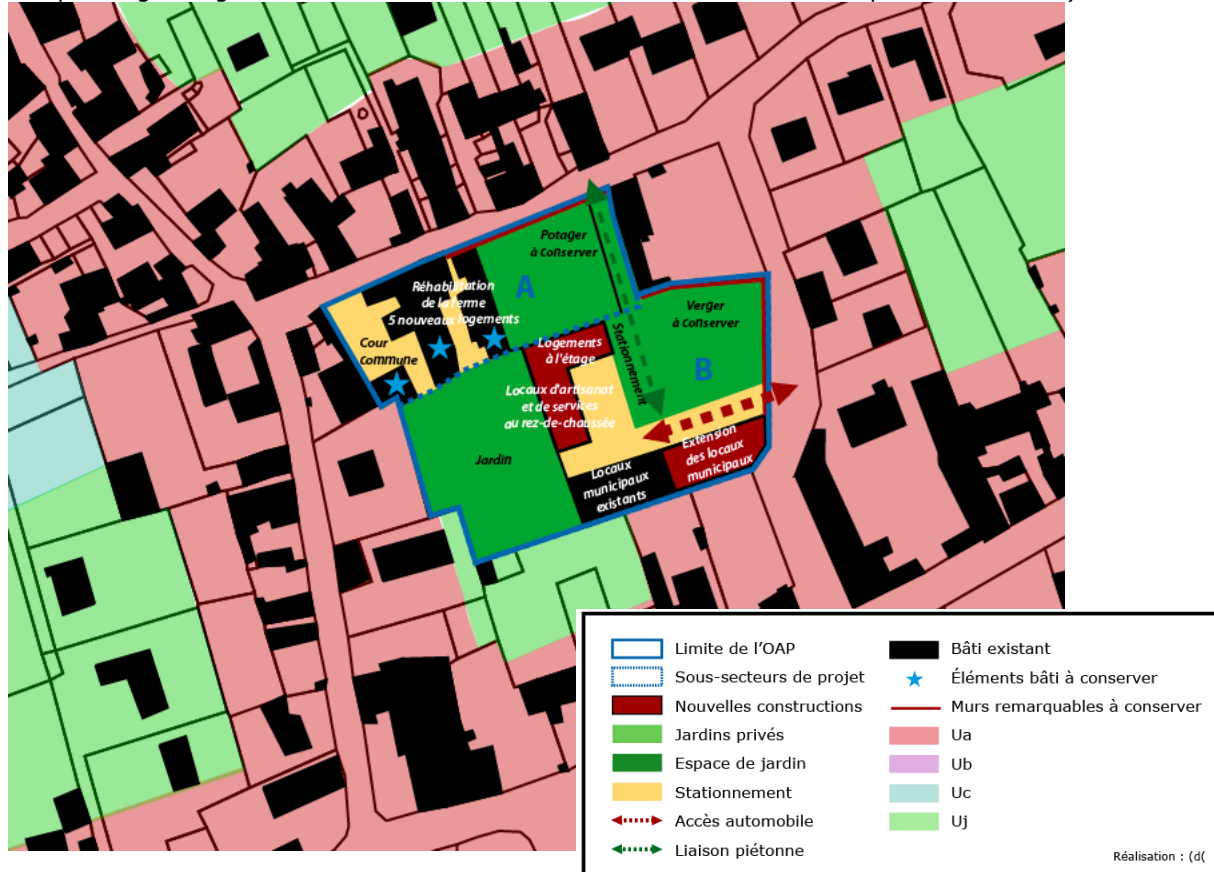 Potager
à conserver
A
Réhabilitation
de la ferme
5 nouveaux logements
Cour
commune
Verger
à conserver
B
Stationnement
Logements
à l'étage
Locaux d'artisanat
et de services
au rez-de-chaussée
Jardin
Extension
des locaux
municipaux
Locaux
municipaux
existants
Limite de l'OAP
Sous-secteurs de projet
Nouvelles constructions
Jardins privés
Espace de jardin
Stationnement
Accès automobile
Liaison piétonne
Bâti existant
Éléments bâti à conserver
Murs remarquables à conserver
Ua
Ub
Uc
Uj
Réalisation : (d(